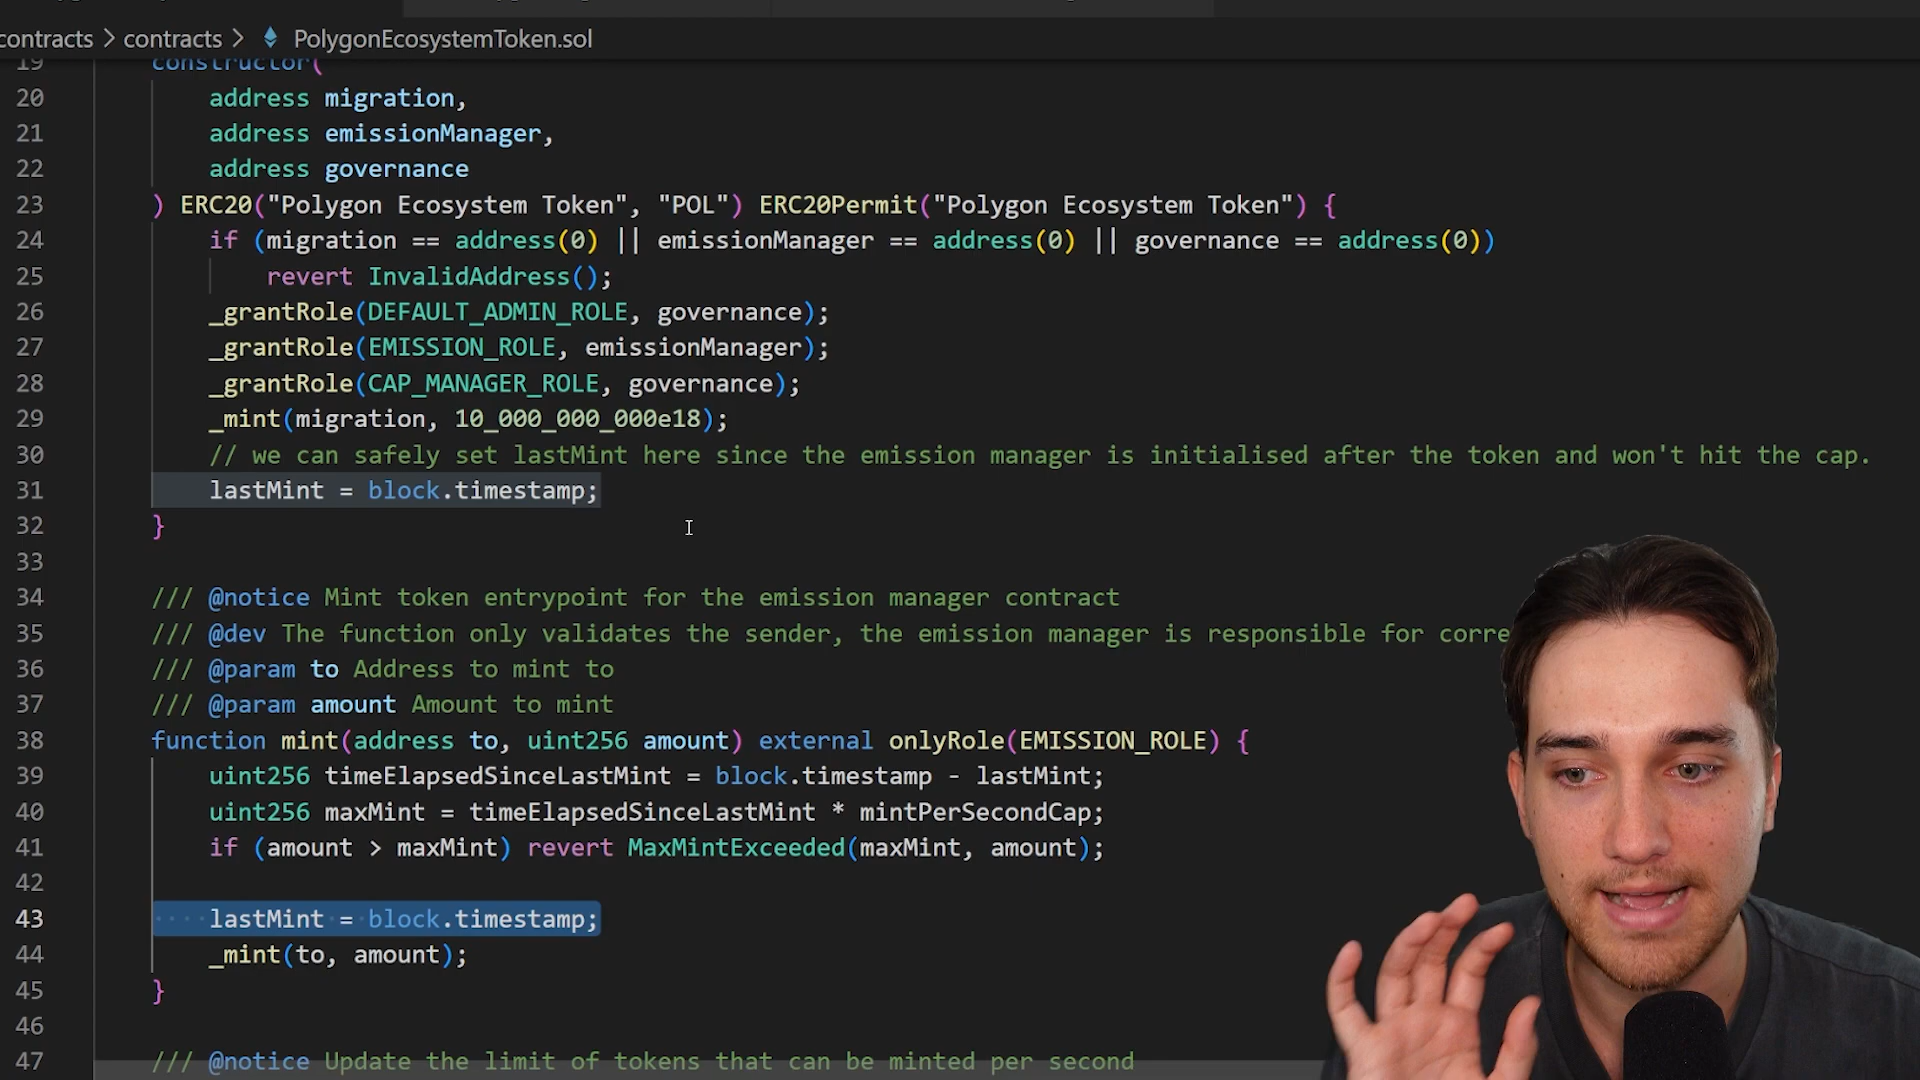 contracts > contracts > PolygonEcosystemToken.sol
19 constructor(
20 address migration,
21 address emissionManager,
22 address governance
23 ) ERC20("Polygon Ecosystem Token", "POL") ERC20Permit("Polygon Ecosystem Token") {
24 if (migration == address(0) || emissionManager == address(0) || governance == address(0))
25 revert InvalidAddress();
26 _grantRole(DEFAULT_ADMIN_ROLE, governance);
27 _grantRole(EMISSION_ROLE, emissionManager);
28 _grantRole(CAP_MANAGER_ROLE, governance);
29 _mint(migration, 10_000_000_000e18);
30 // we can safely set lastMint here since the emission manager is initialised after the token and won't hit the cap.
31 lastMint = block.timestamp;
32 }
33
34 /// @notice Mint token entrypoint for the emission manager contract
35 /// @dev The function only validates the sender, the emission manager is responsible for corre
36 /// @param to Address to mint to
37 /// @param amount Amount to mint
38 function mint(address to, uint256 amount) external onlyRole(EMISSION_ROLE) {
39 uint256 timeElapsedSinceLastMint = block.timestamp - lastMint;
40 uint256 maxMint = timeElapsedSinceLastMint * mintPerSecondCap;
41 if (amount > maxMint) revert MaxMintExceeded(maxMint, amount);
42
43 lastMint = block.timestamp;
44 _mint(to, amount);
45 }
46
47 /// @notice Update the limit of tokens that can be minted per second